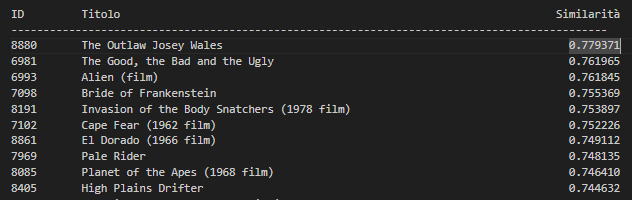 ID Titolo Similarità
--------------------------------------------------------------------------------------------
8880 The Outlaw Josey Wales 0.779371
6981 The Good, the Bad and the Ugly 0.761965
6993 Alien (film) 0.761845
7098 Bride of Frankenstein 0.755369
8191 Invasion of the Body Snatchers (1978 film) 0.753897
7102 Cape Fear (1962 film) 0.752226
8861 El Dorado (1966 film) 0.749112
7969 Pale Rider 0.748135
8085 Planet of the Apes (1968 film) 0.746410
8405 High Plains Drifter 0.744632